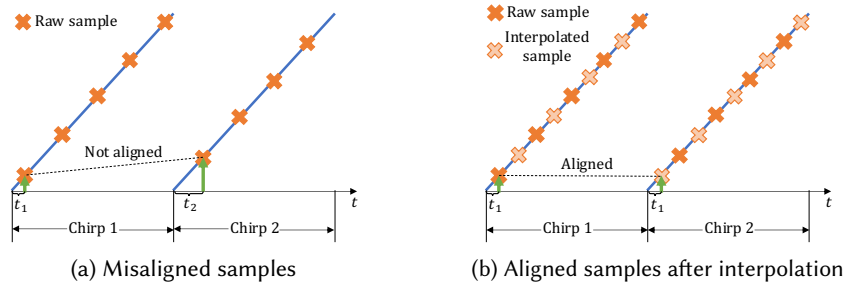 Raw sample
Not aligned
t1
t2
t
Chirp 1
Chirp 2
(a) Misaligned samples
Raw sample
Interpolated
sample
Aligned
t1
t1
t
Chirp 1
Chirp 2
(b) Aligned samples after interpolation